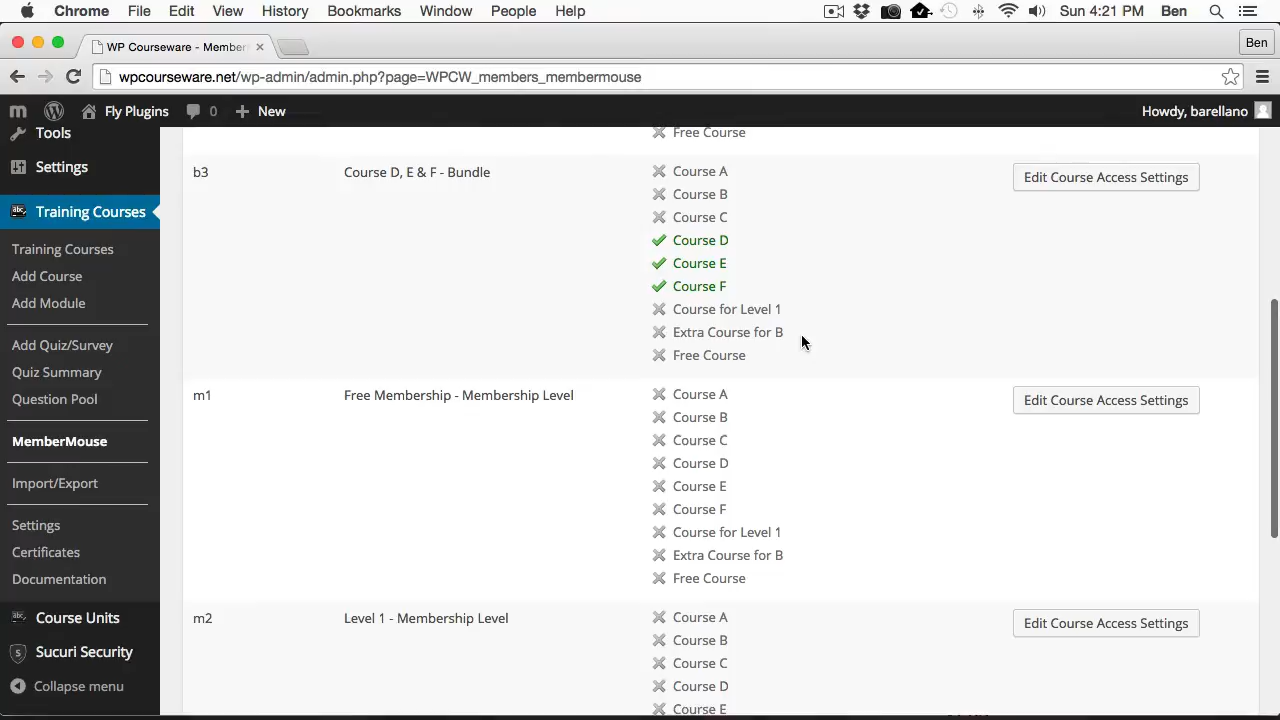 Chrome File Edit View History Bookmarks Window People Help Sun 4:21 PM Ben
WP Courseware - Member
Ben
wpcourseware.net/wp-admin/admin.php?page=WPCW_members_membermouse
Fly Plugins 0 New Howdy, barellano
Tools
Settings
Training Courses
Training Courses
Add Course
Add Module
Add Quiz/Survey
Quiz Summary
Question Pool
MemberMouse
Import/Export
Settings
Certificates
Documentation
Course Units
Sucuri Security
Collapse menu
Free Course
b3 Course D, E & F - Bundle Course A Edit Course Access Settings
Course B
Course C
Course D
Course E
Course F
Course for Level 1
Extra Course for B
Free Course
m1 Free Membership - Membership Level Course A Edit Course Access Settings
Course B
Course C
Course D
Course E
Course F
Course for Level 1
Extra Course for B
Free Course
m2 Level 1 - Membership Level Course A Edit Course Access Settings
Course B
Course C
Course D
Course E